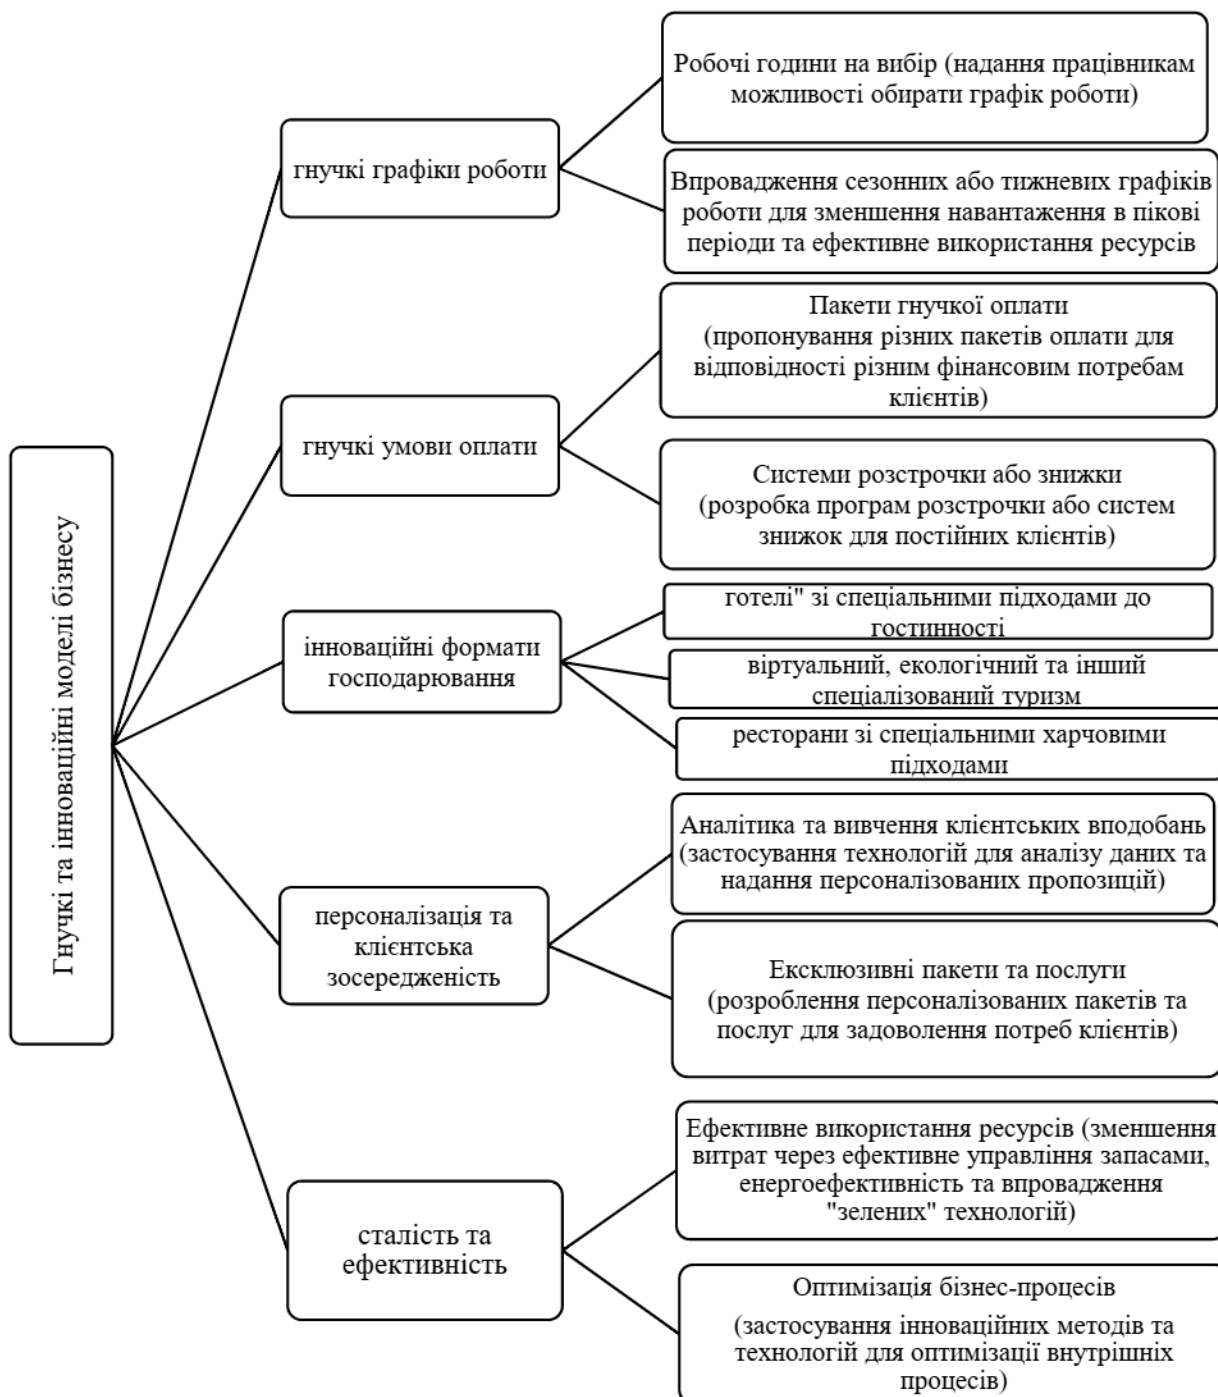 Гнучкі та інноваційні моделі бізнесу
гнучкі графіки роботи
Робочі години на вибір (надання працівникам
можливості обирати графік роботи)
Впровадження сезонних або тижневих графіків
роботи для зменшення навантаження в пікові
періоди та ефективне використання ресурсів
гнучкі умови оплати
Пакети гнучкої оплати
(пропонування різних пакетів оплати для
відповідності різним фінансовим потребам
клієнтів)
Системи розстрочки або знижки
(розробка програм розстрочки або систем
знижок для постійних клієнтів)
інноваційні формати
господарювання
готелі" зі спеціальними підходами до
гостинності
віртуальний, екологічний та інший
спеціалізований туризм
ресторани зі спеціальними харчовими
підходами
персоналізація та
клієнтська
зосередженість
Аналітика та вивчення клієнтських вподобань
(застосування технологій для аналізу даних та
надання персоналізованих пропозицій)
Ексклюзивні пакети та послуги
(розроблення персоналізованих пакетів та
послуг для задоволення потреб клієнтів)
сталість та
ефективність
Ефективне використання ресурсів (зменшення
витрат через ефективне управління запасами,
енергоефективність та впровадження
"зелених" технологій)
Оптимізація бізнес-процесів
(застосування інноваційних методів та
технологій для оптимізації внутрішніх
процесів)